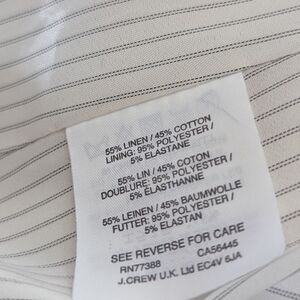 55% LINEN / 45% COTTON
LINING: 95% POLYESTER /
5% ELASTANE
55% LIN / 45% COTON
DOUBLURE: 95% POLYESTER /
5% ELASTHANNE
55% LEINEN / 45% BAUMWOLLE
FUTTER: 95% POLYESTER /
5% ELASTAN
SEE REVERSE FOR CARE
RN77388 CA56445
J.CREW U.K. Ltd EC4V 6JA